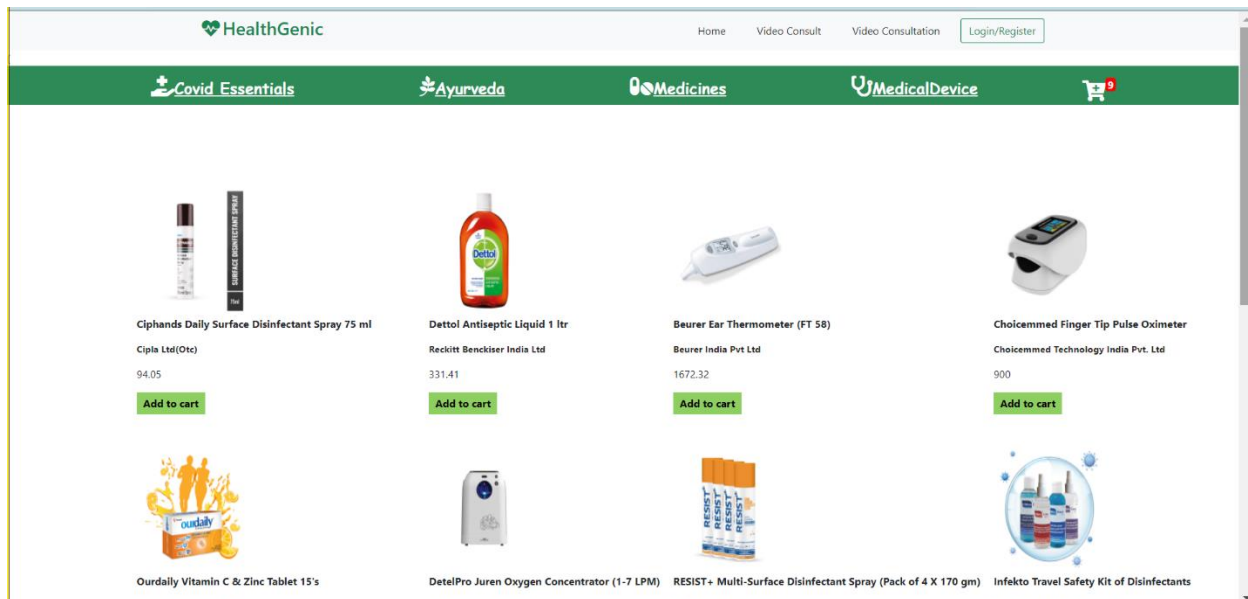 HealthGenic
Home Video Consult Video Consultation Login/Register
Covid Essentials Ayurveda Medicines MedicalDevice 9
SURFACE DISINFECTANT SPRAY
Dettol
Ciphands Daily Surface Disinfectant Spray 75 ml
Cipla Ltd(Otc)
94.05
Add to cart
Dettol Antiseptic Liquid 1 ltr
Reckitt Benckiser India Ltd
331.41
Add to cart
Beurer Ear Thermometer (FT 58)
Beurer India Pvt Ltd
1672.32
Add to cart
Choicemmed Finger Tip Pulse Oximeter
Choicemmed Technology India Pvt. Ltd
900
Add to cart
ourdaily
RESIST+
RESIST+
RESIST+
RESIST+
Ourdaily Vitamin C & Zinc Tablet 15's
DetelPro Juren Oxygen Concentrator (1-7 LPM)
RESIST+ Multi-Surface Disinfectant Spray (Pack of 4 X 170 gm)
Infekto Travel Safety Kit of Disinfectants